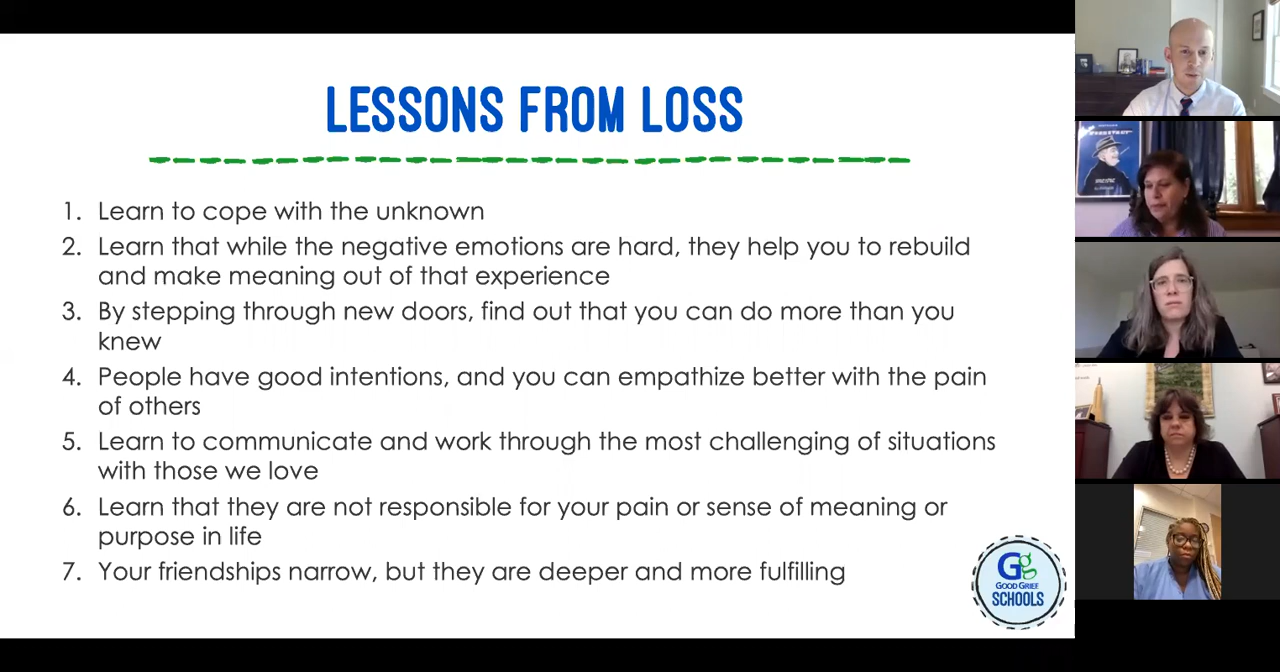 LESSONS FROM LOSS
1. Learn to cope with the unknown
2. Learn that while the negative emotions are hard, they help you to rebuild
and make meaning out of that experience
3. By stepping through new doors, find out that you can do more than you
knew
4. People have good intentions, and you can empathize better with the pain
of others
5. Learn to communicate and work through the most challenging of situations
with those we love
6. Learn that they are not responsible for your pain or sense of meaning or
purpose in life
7. Your friendships narrow, but they are deeper and more fulfilling
Gg
GOOD GRIEF
SCHOOLS